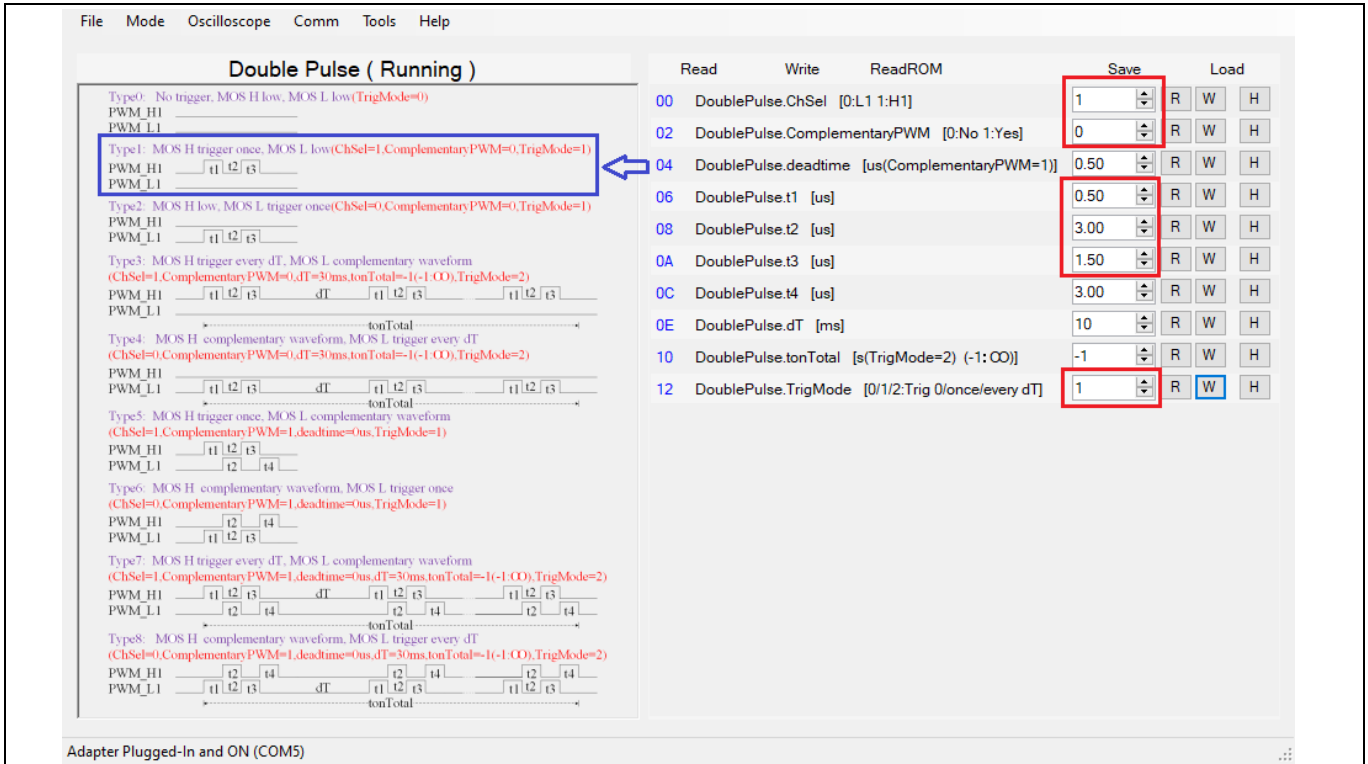 File Mode Oscilloscope Comm Tools Help
Double Pulse ( Running )
Type0: No trigger, MOS H low, MOS L low(TrigMode=0)
PWM_H1
PWM_L1
Type1: MOS H trigger once, MOS L low(ChSel=1,ComplementaryPWM=0,TrigMode=1)
PWM_H1 t1 t2 t3
PWM_L1
Type2: MOS H low, MOS L trigger once(ChSel=0,ComplementaryPWM=0,TrigMode=1)
PWM_H1
PWM_L1 t1 t2 t3
Type3: MOS H trigger every dT, MOS L complementary waveform
(ChSel=1,ComplementaryPWM=0,dT=30ms,tonTotal=-1(-1:∞),TrigMode=2)
PWM_H1 t1 t2 t3 dT t1 t2 t3 t1 t2 t3
PWM_L1
tonTotal
Type4: MOS H complementary waveform, MOS L trigger every dT
(ChSel=0,ComplementaryPWM=0,dT=30ms,tonTotal=-1(-1:∞),TrigMode=2)
PWM_H1
PWM_L1 t1 t2 t3 dT t1 t2 t3 t1 t2 t3
tonTotal
Type5: MOS H trigger once, MOS L complementary waveform
(ChSel=1,ComplementaryPWM=1,deadtime=0us,TrigMode=1)
PWM_H1 t1 t2 t3
PWM_L1 t2 t4
Type6: MOS H complementary waveform, MOS L trigger once
(ChSel=0,ComplementaryPWM=1,deadtime=0us,TrigMode=1)
PWM_H1 t2 t4
PWM_L1 t1 t2 t3
Type7: MOS H trigger every dT, MOS L complementary waveform
(ChSel=1,ComplementaryPWM=1,deadtime=0us,dT=30ms,tonTotal=-1(-1:∞),TrigMode=2)
PWM_H1 t1 t2 t3 dT t1 t2 t3 t1 t2 t3
PWM_L1 t2 t4 t2 t4 t2 t4
tonTotal
Type8: MOS H complementary waveform, MOS L trigger every dT
(ChSel=0,ComplementaryPWM=1,deadtime=0us,dT=30ms,tonTotal=-1(-1:∞),TrigMode=2)
PWM_H1 t2 t4 t2 t4 t2 t4
PWM_L1 t1 t2 t3 dT t1 t2 t3 t1 t2 t3
tonTotal
Read Write ReadROM Save Load
00 DoublePulse.ChSel [0:L1 1:H1] 1 R W H
02 DoublePulse.ComplementaryPWM [0:No 1:Yes] 0 R W H
04 DoublePulse.deadtime [us(ComplementaryPWM=1)] 0.50 R W H
06 DoublePulse.t1 [us] 0.50 R W H
08 DoublePulse.t2 [us] 3.00 R W H
0A DoublePulse.t3 [us] 1.50 R W H
0C DoublePulse.t4 [us] 3.00 R W H
0E DoublePulse.dT [ms] 10 R W H
10 DoublePulse.tonTotal [s(TrigMode=2) (-1:∞)] -1 R W H
12 DoublePulse.TrigMode [0/1/2:Trig 0/once/every dT] 1 R W H
Adapter Plugged-In and ON (COM5)